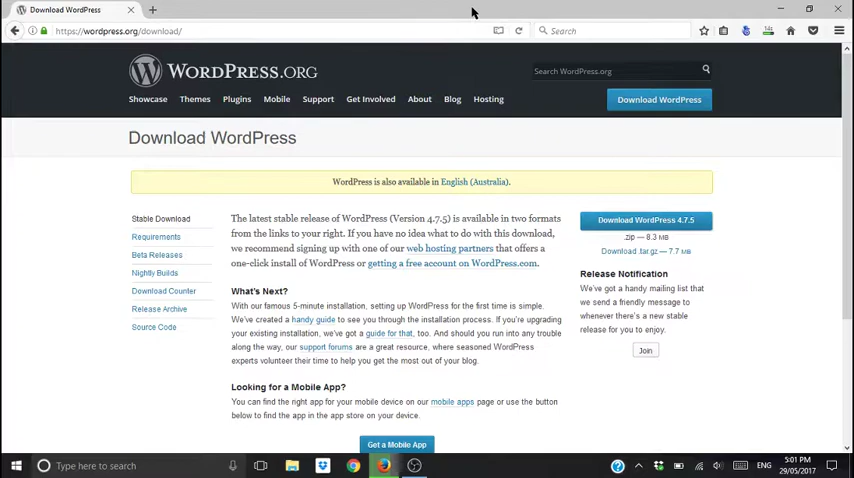 Download WordPress
https://wordpress.org/download/
Search
WORDPRESS.ORG
Search WordPress.org
Showcase Themes Plugins Mobile Support Get Involved About Blog Hosting
Download WordPress
Download WordPress
WordPress is also available in English (Australia).
Stable Download
Requirements
Beta Releases
Nightly Builds
Download Counter
Release Archive
Source Code
The latest stable release of WordPress (Version 4.7.5) is available in two formats
from the links to your right. If you have no idea what to do with this download,
we recommend signing up with one of our web hosting partners that offers a
one-click install of WordPress or getting a free account on WordPress.com.
What's Next?
With our famous 5-minute installation, setting up WordPress for the first time is simple.
We've created a handy guide to see you through the installation process. If you're upgrading
your existing installation, we've got a guide for that, too. And should you run into any trouble
along the way, our support forums are a great resource, where seasoned WordPress
experts volunteer their time to help you get the most out of your blog.
Looking for a Mobile App?
You can find the right app for your mobile device on our mobile apps page or use the button
below to find the app in the app store on your device.
Get a Mobile App
Download WordPress 4.7.5
.zip — 8.3 MB
Download .tar.gz — 7.7 MB
Release Notification
We've got a handy mailing list that
we send a friendly message to
whenever there's a new stable
release for you to enjoy.
Join
Type here to search
ENG
5:01 PM
29/05/2017